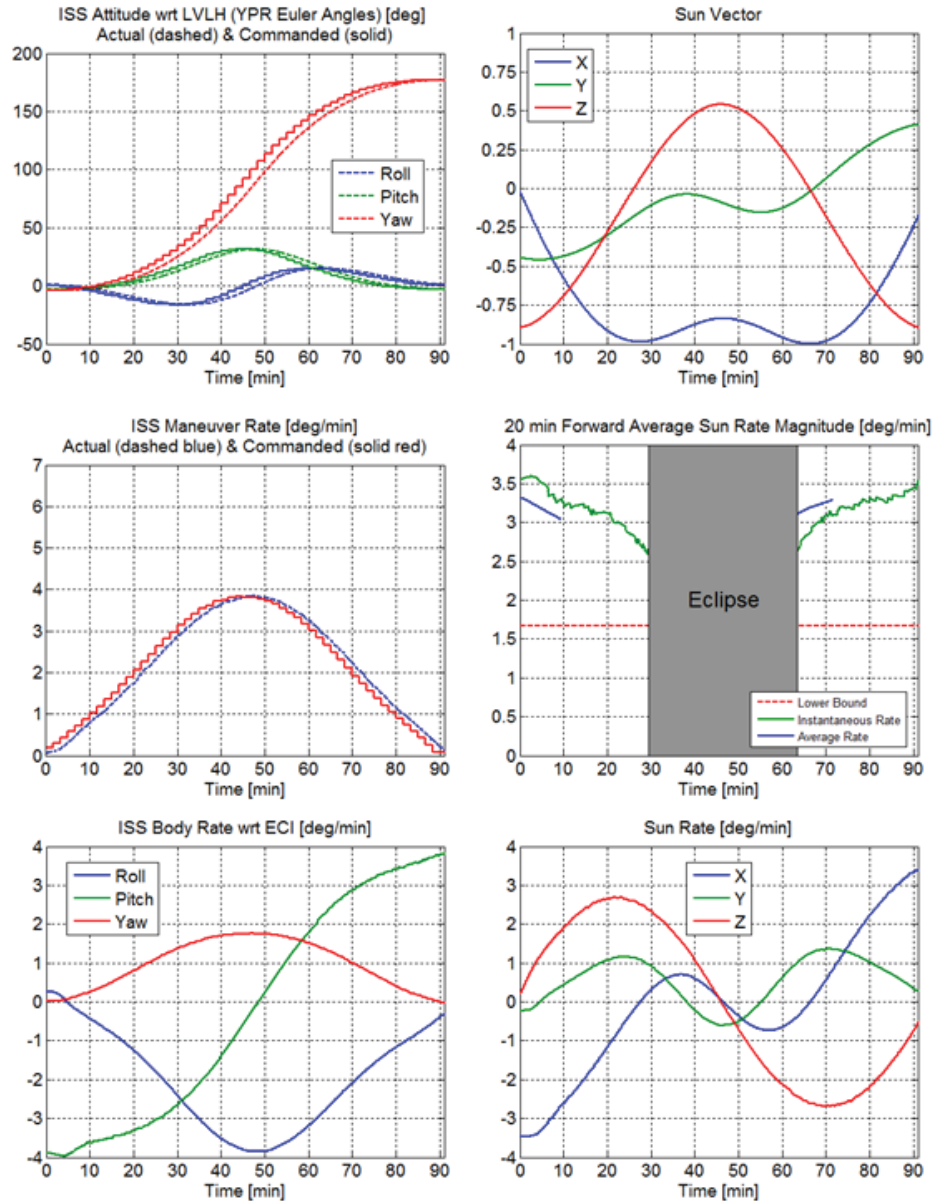 ISS Attitude wrt LVLH (YPR Euler Angles) [deg]
Actual (dashed) & Commanded (solid)
200
150
100
50
0
-50
Roll
Pitch
Yaw
0 10 20 30 40 50 60 70 80 90
Time [min]
Sun Vector
1
0.75
0.5
0.25
0
-0.25
-0.5
-0.75
-1
X
Y
Z
0 10 20 30 40 50 60 70 80 90
Time [min]
ISS Maneuver Rate [deg/min]
Actual (dashed blue) & Commanded (solid red)
7
6
5
4
3
2
1
0
0 10 20 30 40 50 60 70 80 90
Time [min]
20 min Forward Average Sun Rate Magnitude [deg/min]
4
3.5
3
2.5
2
1.5
1
0.5
0
Eclipse
Lower Bound
Instantaneous Rate
Average Rate
0 10 20 30 40 50 60 70 80 90
Time [min]
ISS Body Rate wrt ECI [deg/min]
4
3
2
1
0
-1
-2
-3
-4
Roll
Pitch
Yaw
0 10 20 30 40 50 60 70 80 90
Time [min]
Sun Rate [deg/min]
4
3
2
1
0
-1
-2
-3
-4
X
Y
Z
0 10 20 30 40 50 60 70 80 90
Time [min]